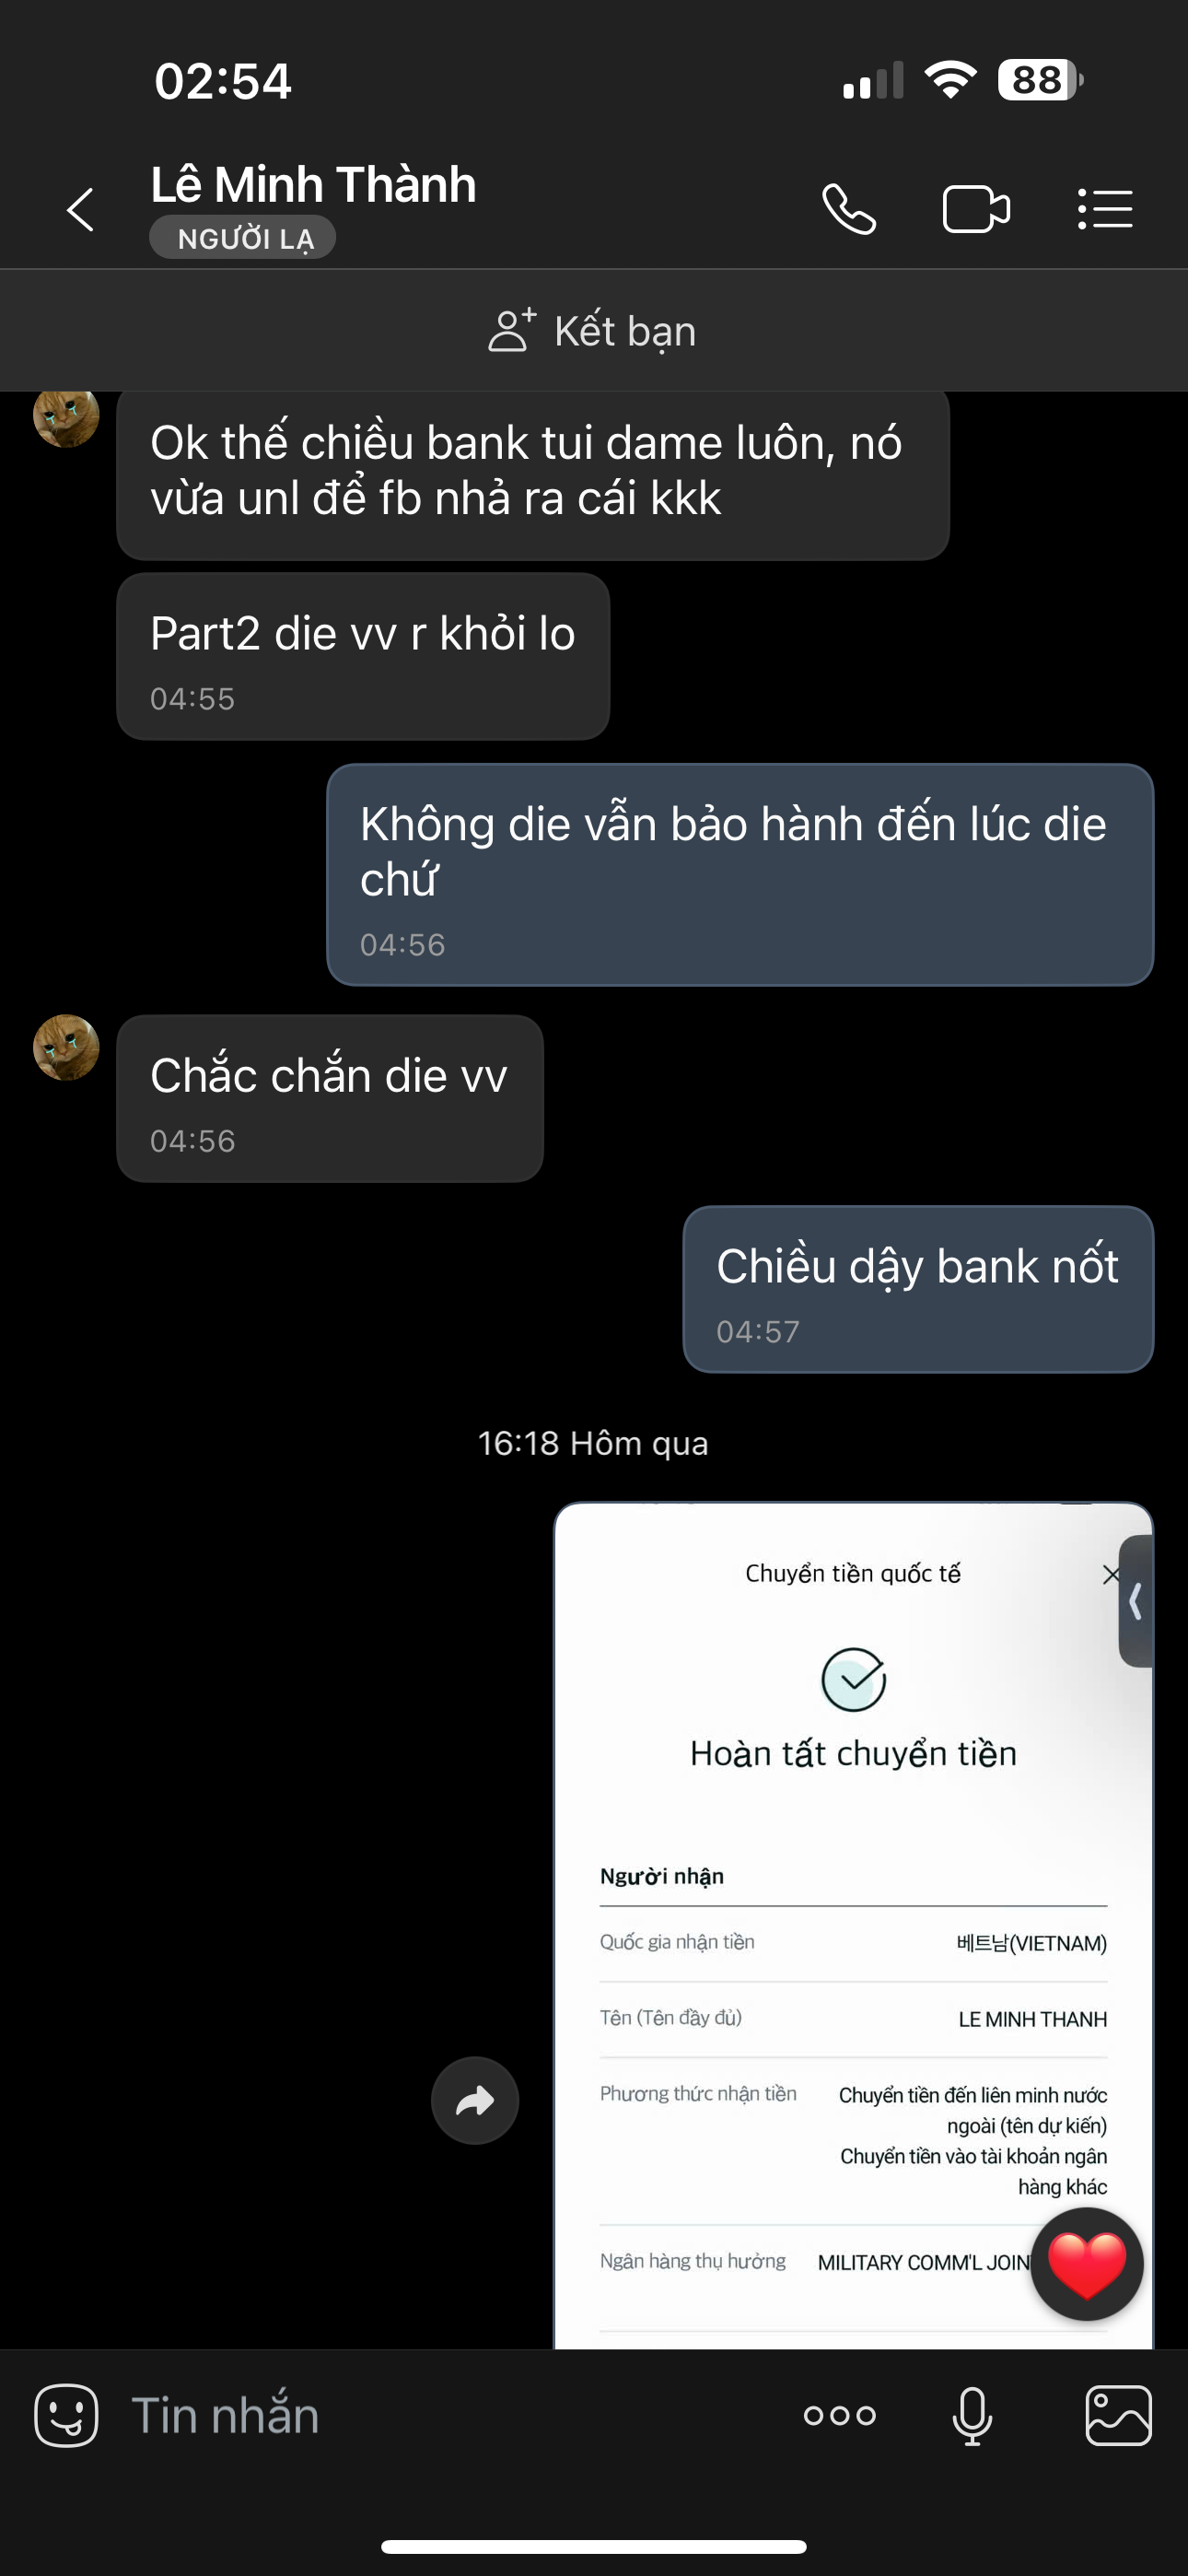 02:54
88
Lê Minh Thành
NGƯỜI LẠ
Kết bạn
Ok thế chiều bank tui dame luôn, nó
vừa unl để fb nhả ra cái kkk
Part2 die vv r khỏi lo
04:55
Không die vẫn bảo hành đến lúc die
chứ
04:56
Chắc chắn die vv
04:56
Chiều dậy bank nốt
04:57
16:18 Hôm qua
Chuyển tiền quốc tế
Hoàn tất chuyển tiền
Người nhận
Quốc gia nhận tiền 베트남(VIETNAM)
Tên (Tên đầy đủ) LE MINH THANH
Phương thức nhận tiền Chuyển tiền đến liên minh nước
ngoài (tên dự kiến)
Chuyển tiền vào tài khoản ngân
hàng khác
Ngân hàng thụ hưởng MILITARY COMM'L JOIN
Tin nhắn